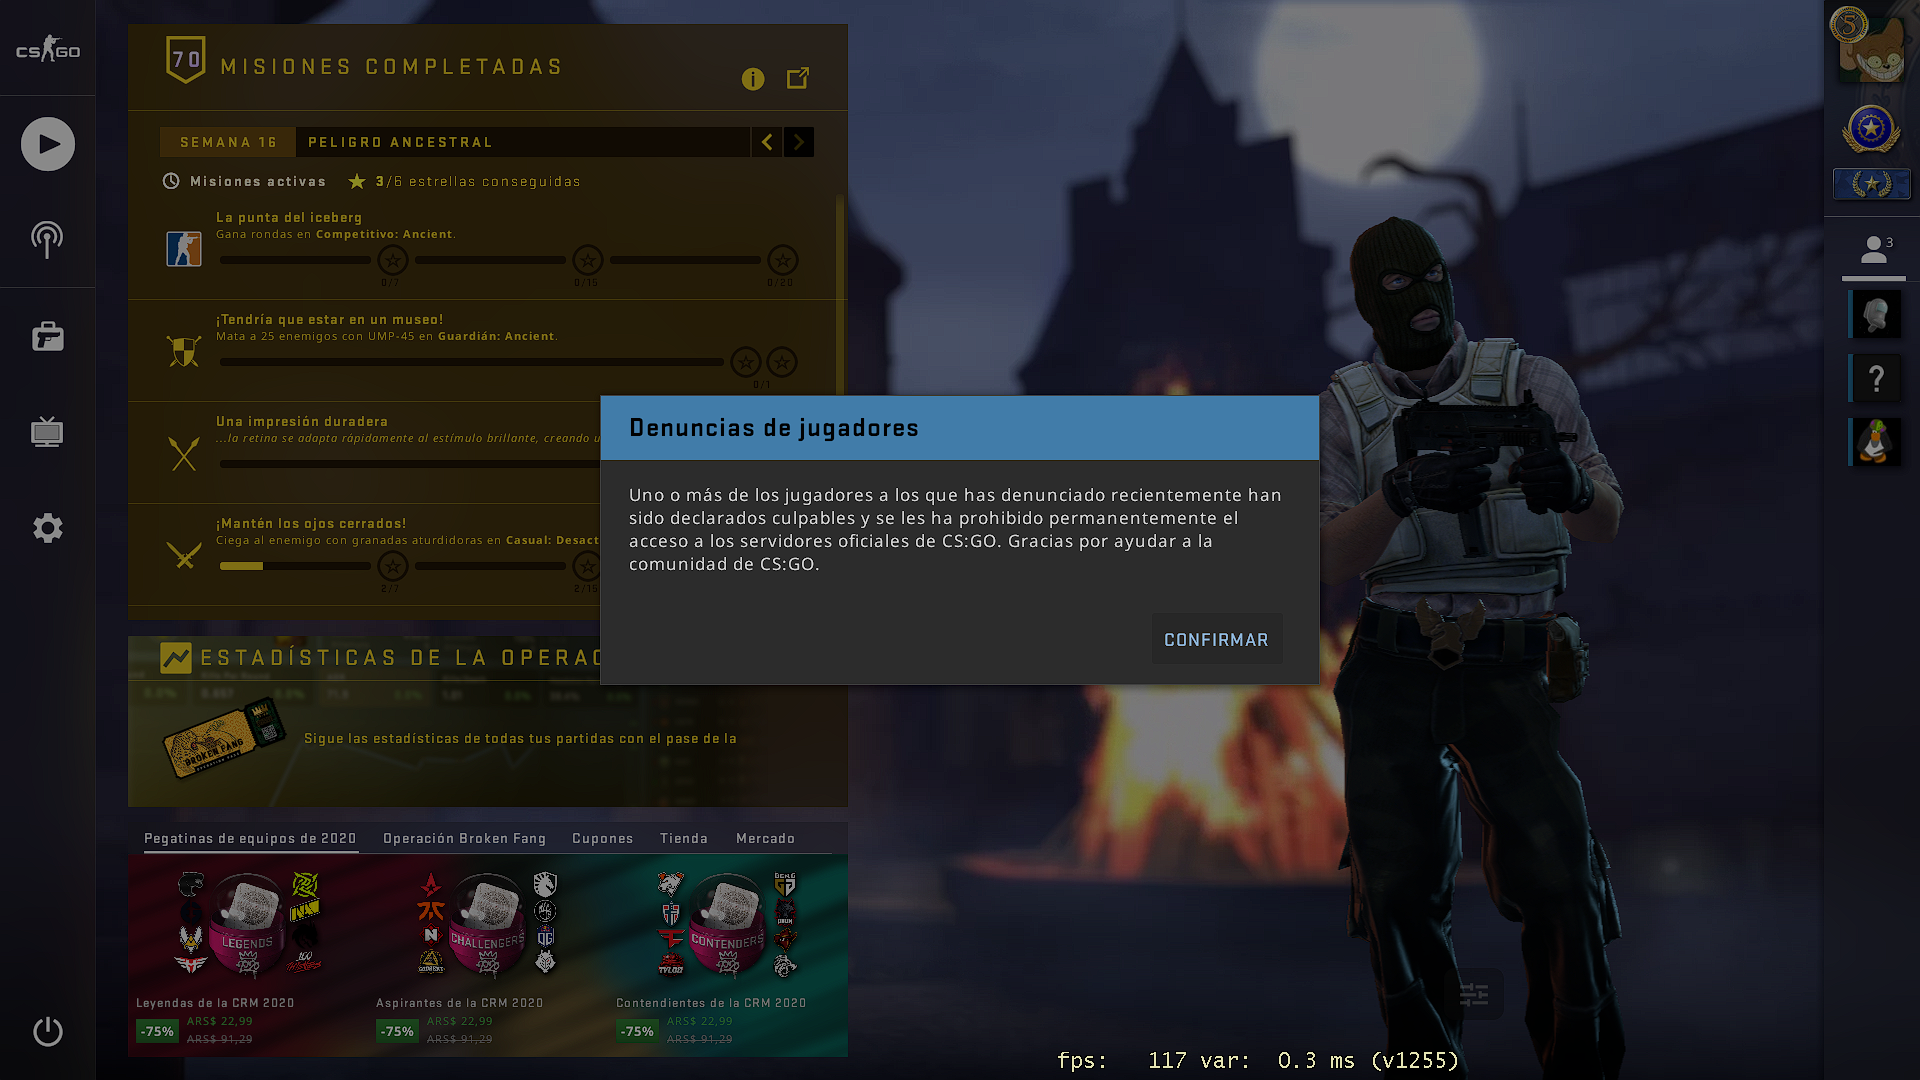 CS GO
70
MISIONES COMPLETADAS
SEMANA 16
PELIGRO ANCESTRAL
Misiones activas
3/6 estrellas conseguidas
La punta del iceberg
Gana rondas en Competitivo: Ancient.
0/7
0/15
0/20
¡Tendría que estar en un museo!
Mata a 25 enemigos con UMP-45 en Guardián: Ancient.
0/1
Una impresión duradera
...la retina se adapta rápidamente al estímulo brillante, creando u
¡Mantén los ojos cerrados!
Ciega al enemigo con granadas aturdidoras en Casual: Desact
2/7
2/15
Denuncias de jugadores
Uno o más de los jugadores a los que has denunciado recientemente han
sido declarados culpables y se les ha prohibido permanentemente el
acceso a los servidores oficiales de CS:GO. Gracias por ayudar a la
comunidad de CS:GO.
CONFIRMAR
ESTADÍSTICAS DE LA OPERAC
BROKEN FANG
Sigue las estadísticas de todas tus partidas con el pase de la
Pegatinas de equipos de 2020
Operación Broken Fang
Cupones
Tienda
Mercado
LEGENDS
CHALLENGERS
CONTENDERS
Leyendas de la CRM 2020
-75%
ARS$ 22,99
ARS$ 91,29
Aspirantes de la CRM 2020
-75%
ARS$ 22,99
ARS$ 91,29
Contendientes de la CRM 2020
-75%
ARS$ 22,99
ARS$ 91,29
5
3
?
fps: 117 var: 0.3 ms (v1255)